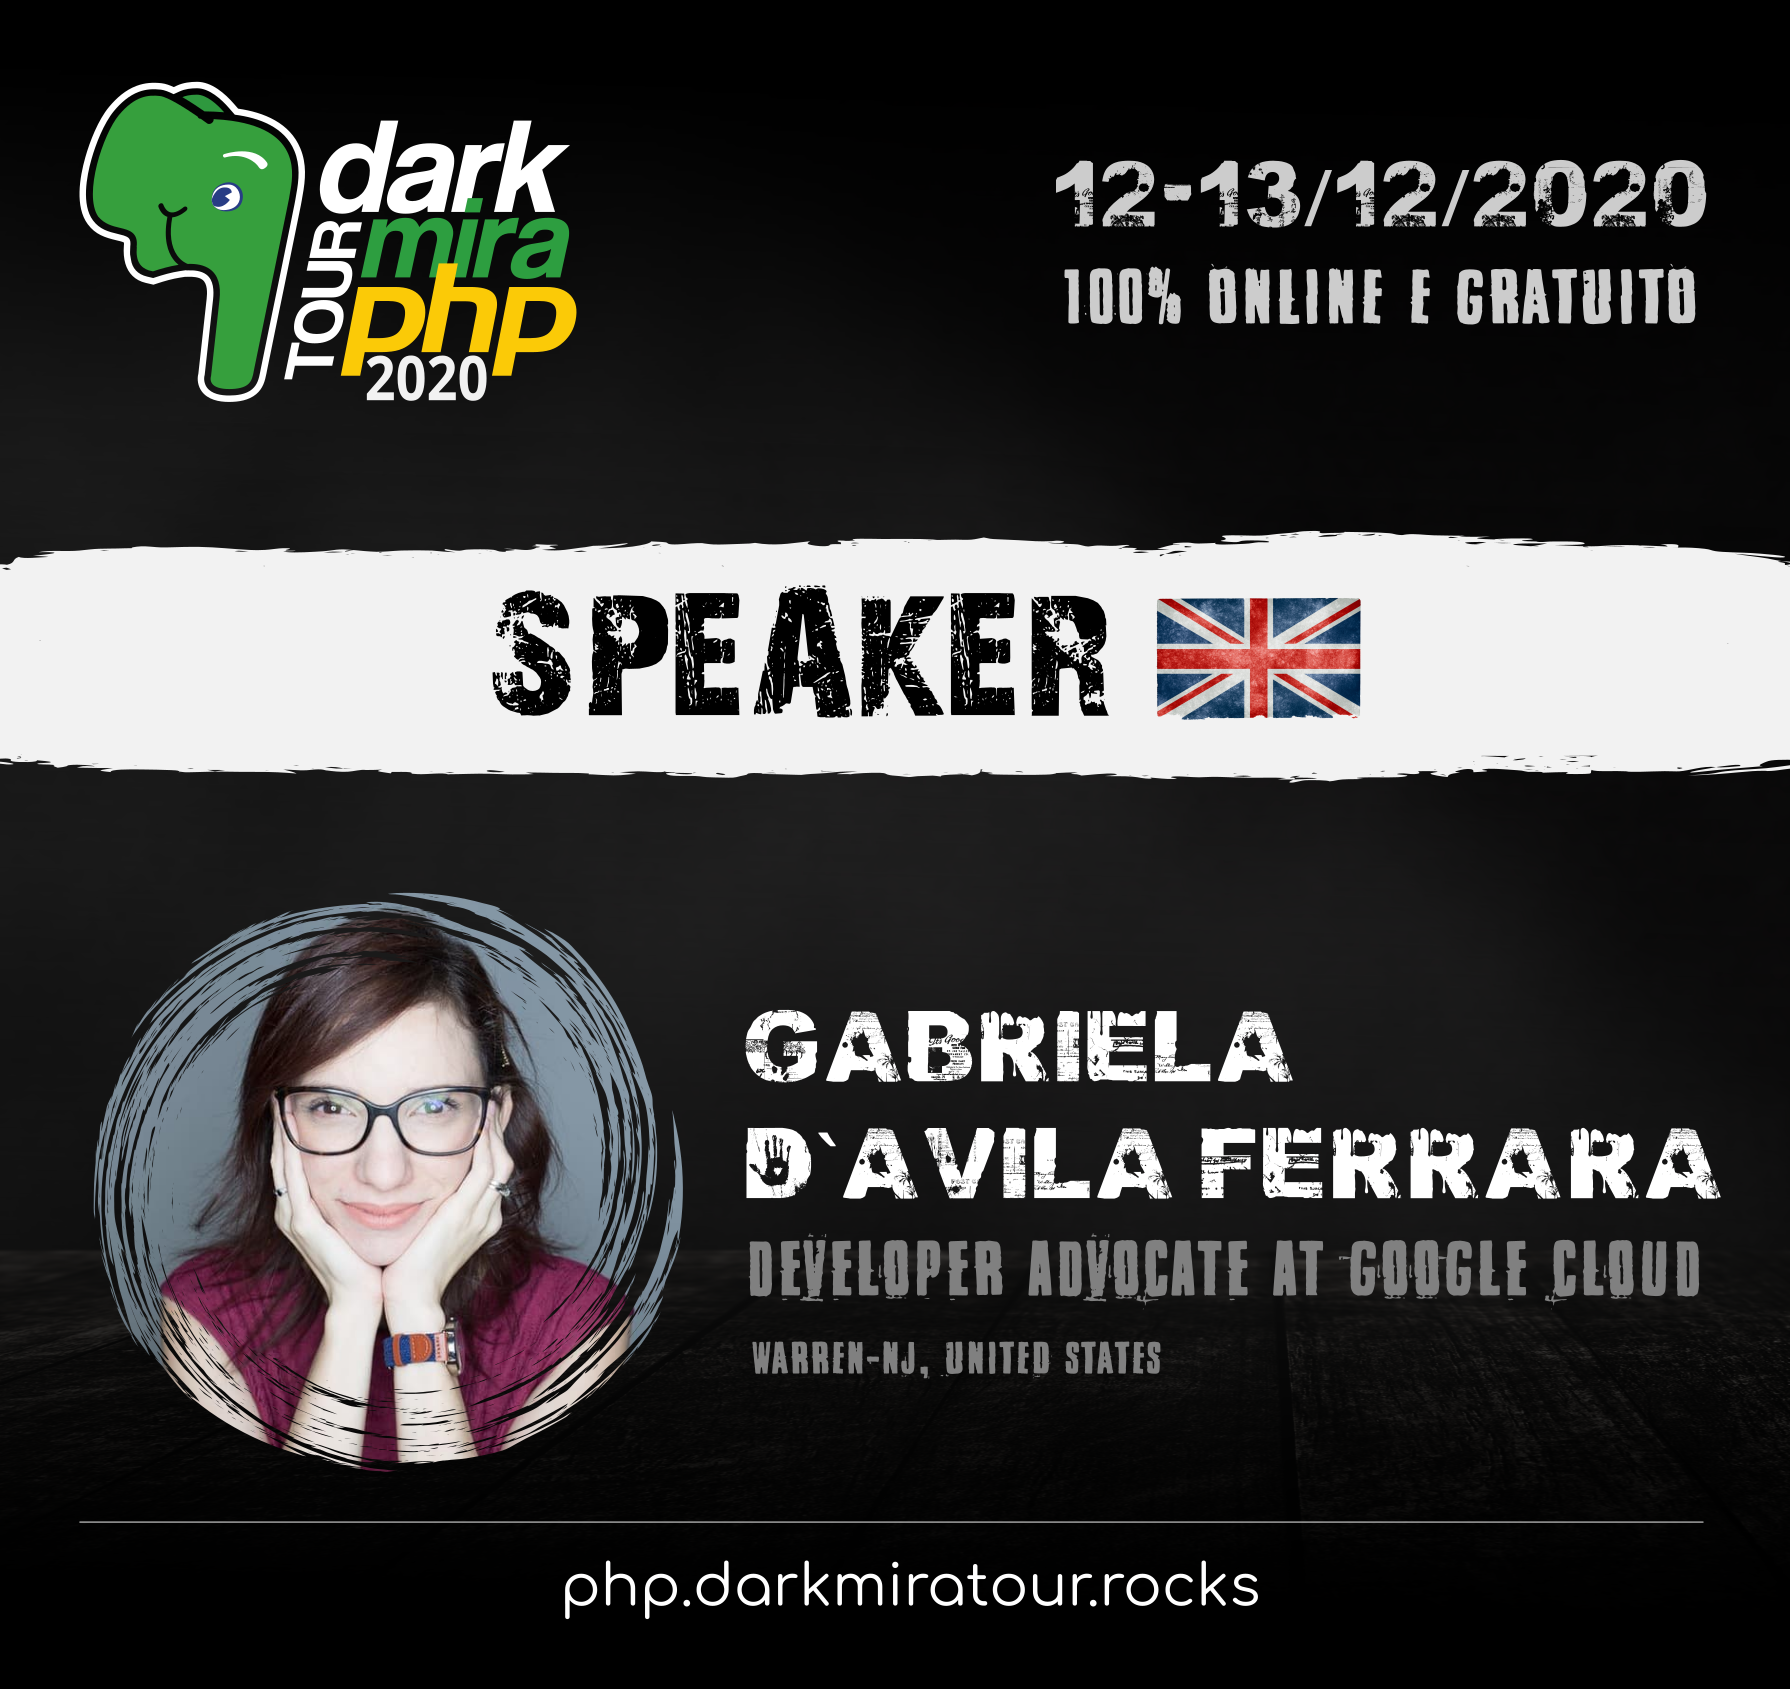 dark
mira
php
TOUR
2020
12-13/12/2020
100% ONLINE E GRATUITO
SPEAKER
GABRIELA
D`AVILA FERRARA
DEVELOPER ADVOCATE AT GOOGLE CLOUD
WARREN-NJ, UNITED STATES
php.darkmiratour.rocks